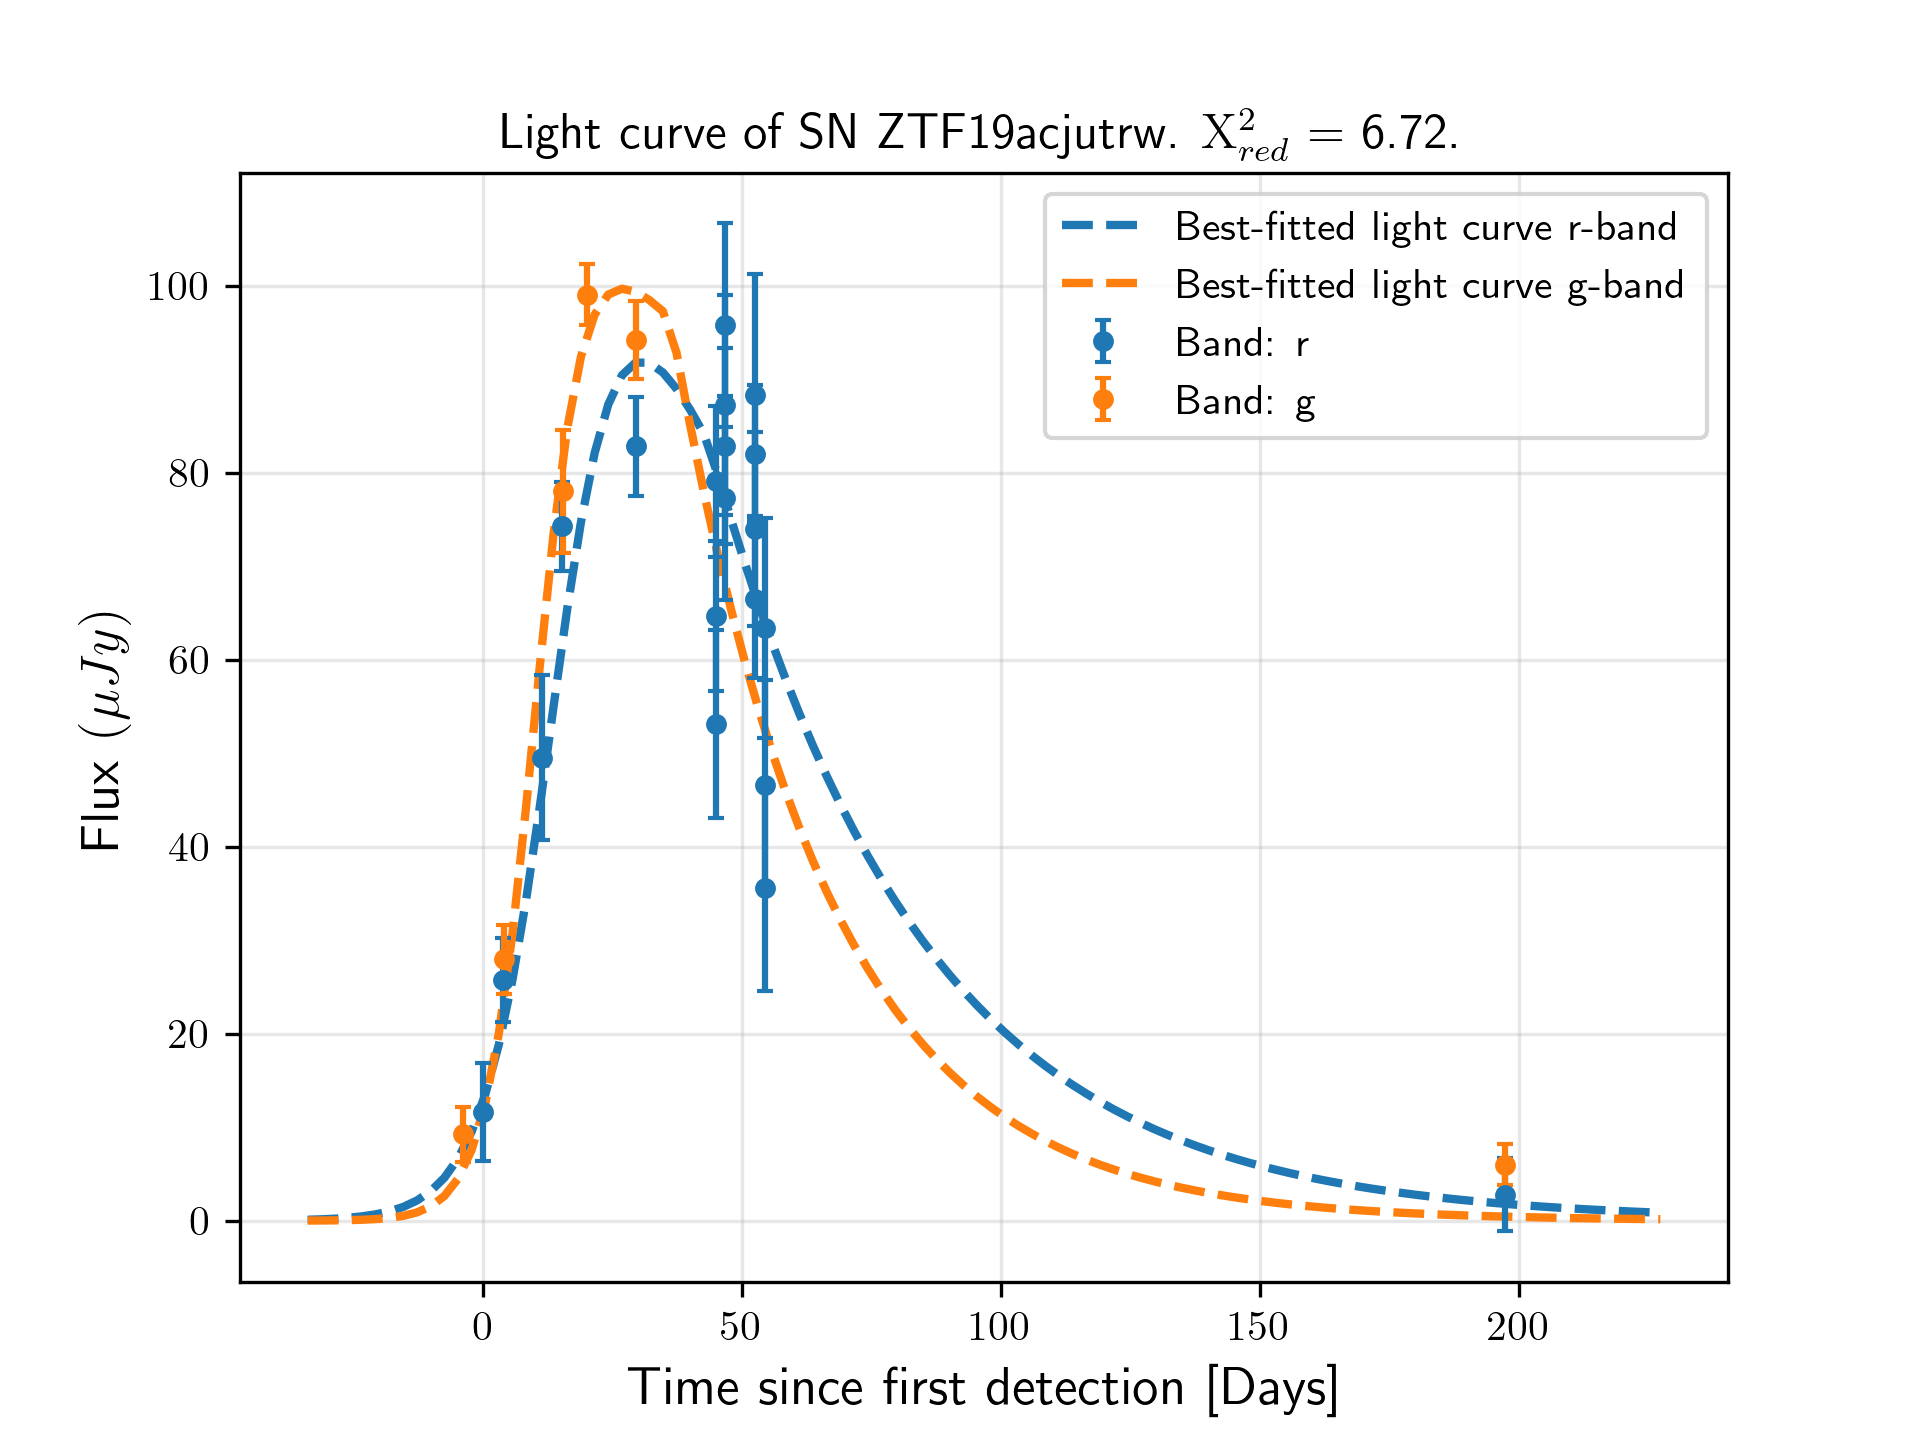 Light curve of SN ZTF19acjutrw. X²_red = 6.72.
Best-fitted light curve r-band
Best-fitted light curve g-band
Band: r
Band: g
Flux (μJy)
100
80
60
40
20
0
0 50 100 150 200
Time since first detection [Days]